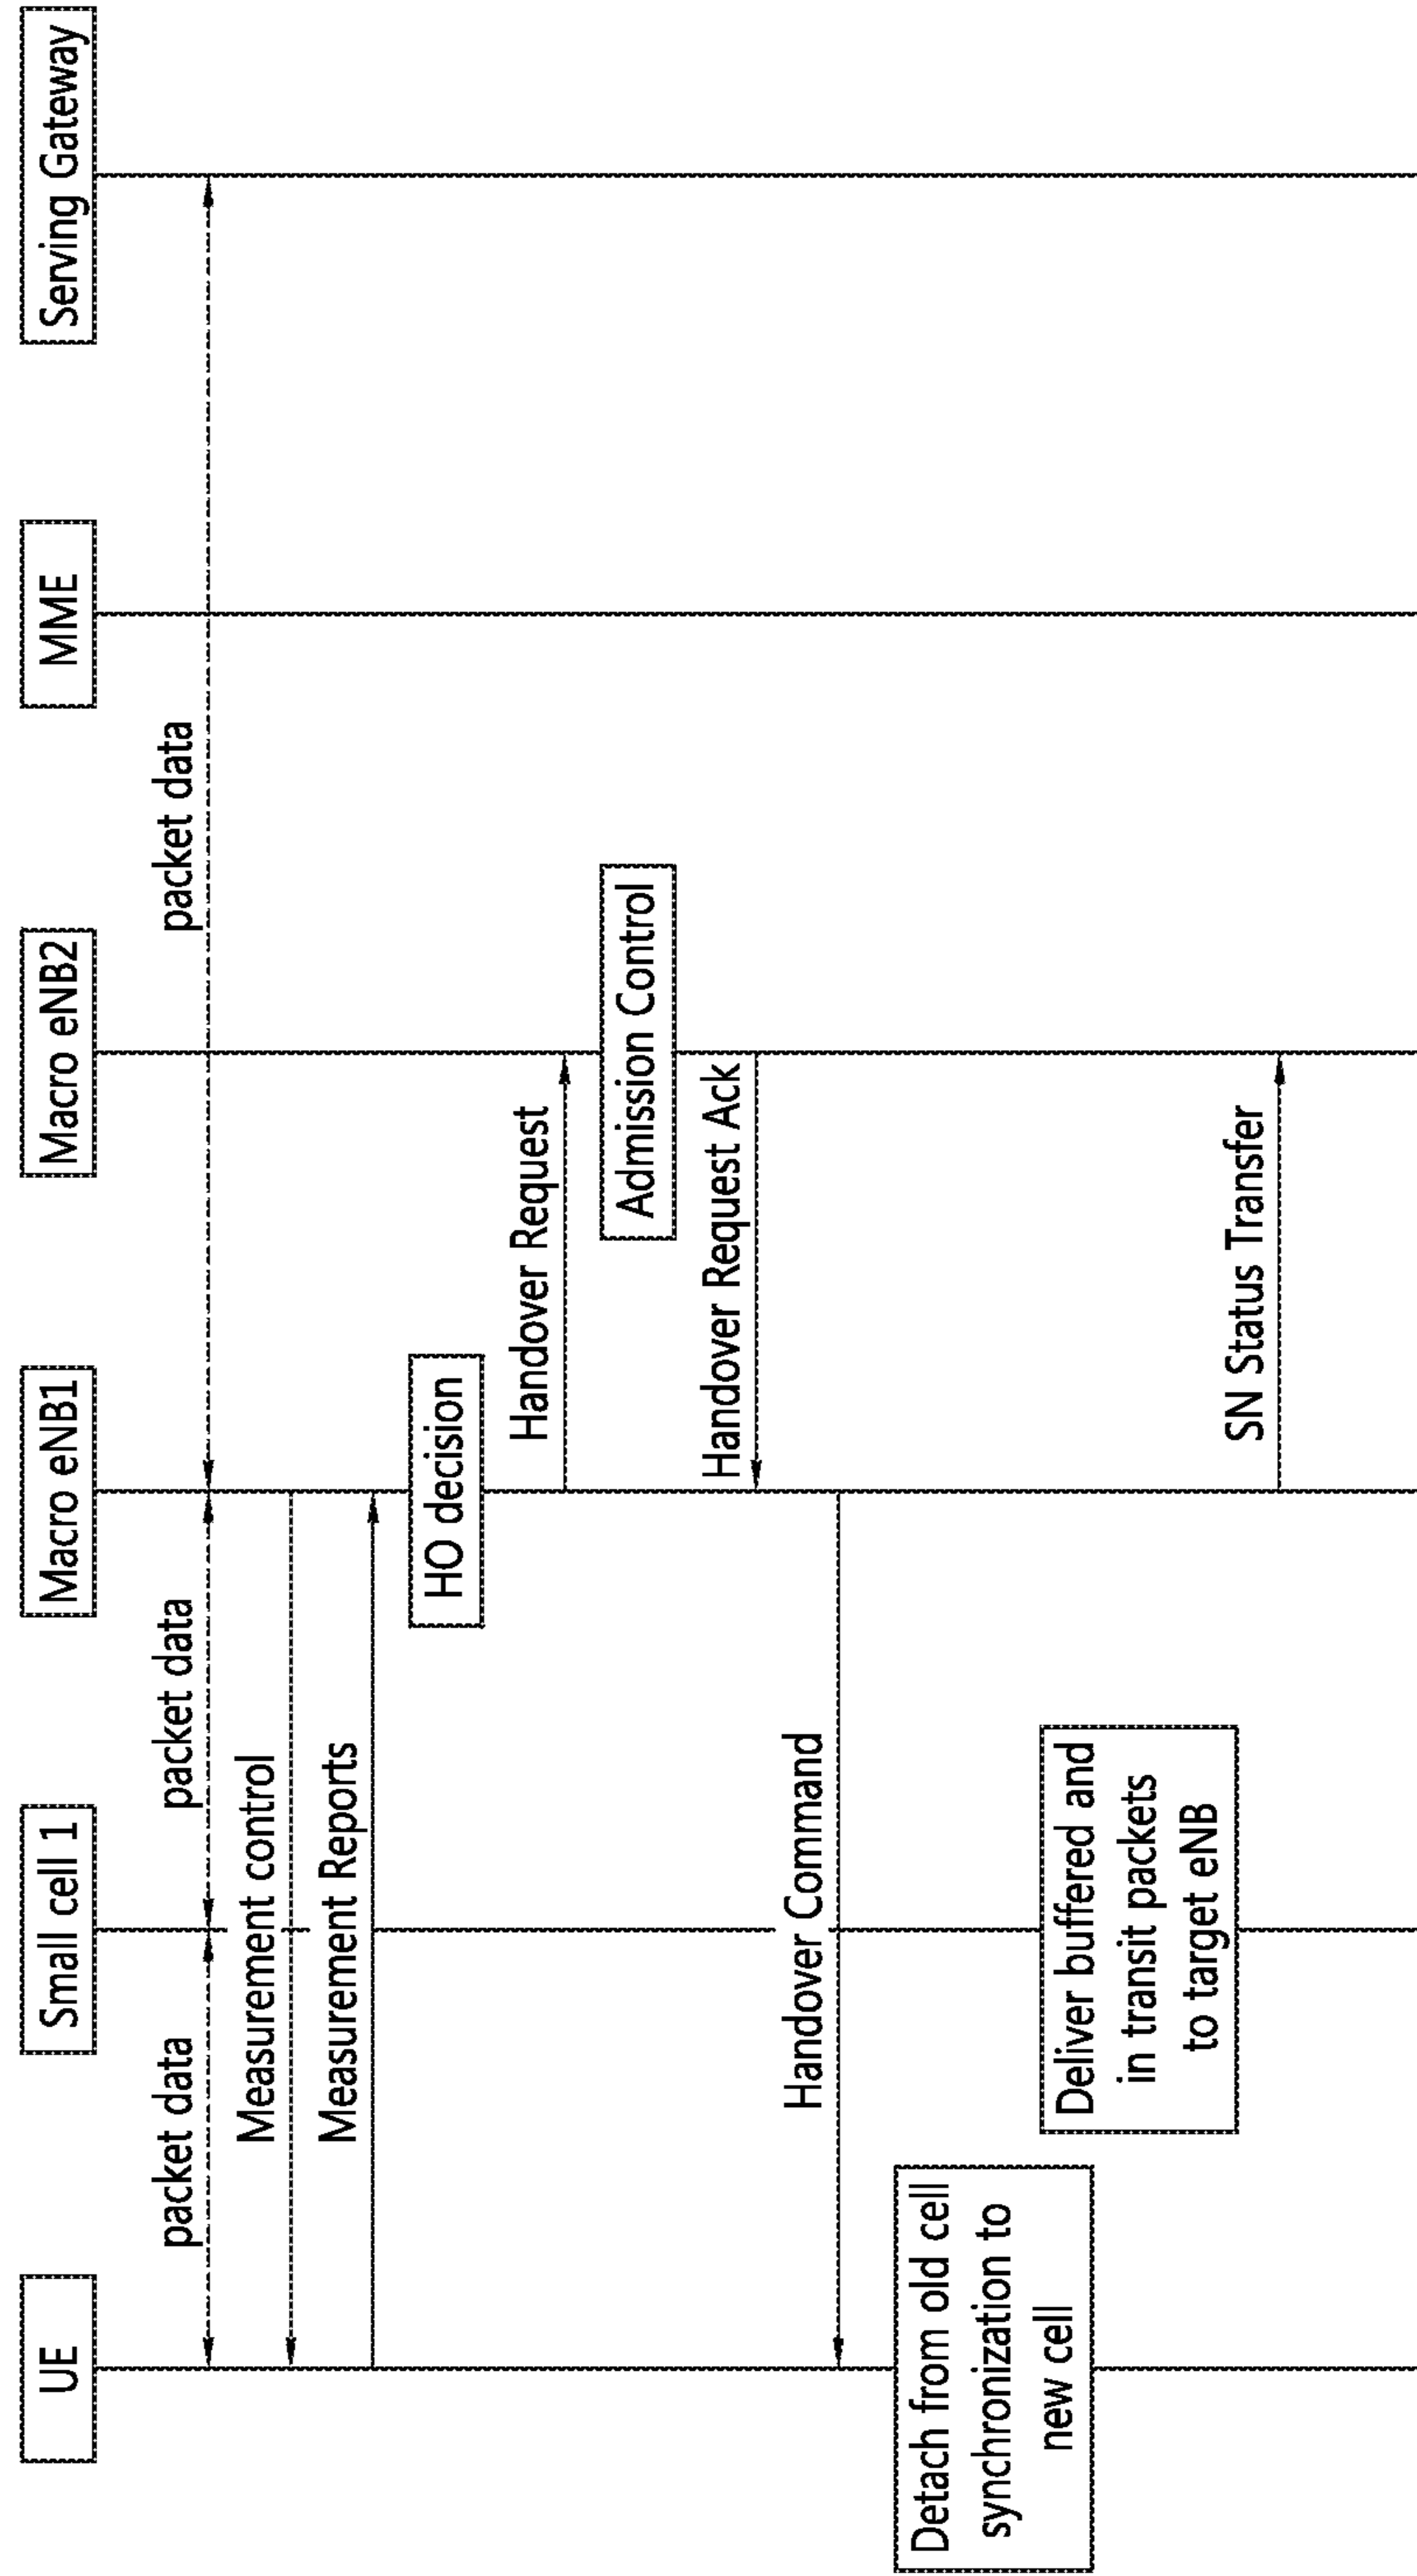 UE
Small cell 1
Macro eNB1
Macro eNB2
MME
Serving Gateway
packet data
packet data
packet data
Measurement control
Measurement Reports
HO decision
Handover Request
Admission Control
Handover Request Ack
Handover Command
Detach from old cell
synchronization to
new cell
Deliver buffered and
in transit packets
to target eNB
SN Status Transfer